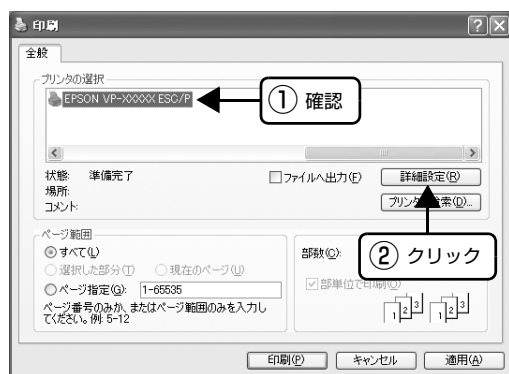 印刷
全般
プリンタの選択
EPSON VP-XXXXX ESC/P
① 確認
状態: 準備完了
場所:
コメント:
ファイルへ出力(F)
詳細設定(R)
プリンタ 索(D)...
② クリック
ページ範囲
すべて(L)
選択した部分(T)
現在のページ(U)
ページ指定(G): 1-65535
ページ番号のみか、またはページ範囲のみを入力し
てください。例: 5-12
部数(C):
部単位で印刷(O)
1 2 3 1 2 3
印刷(P)
キャンセル
適用(A)